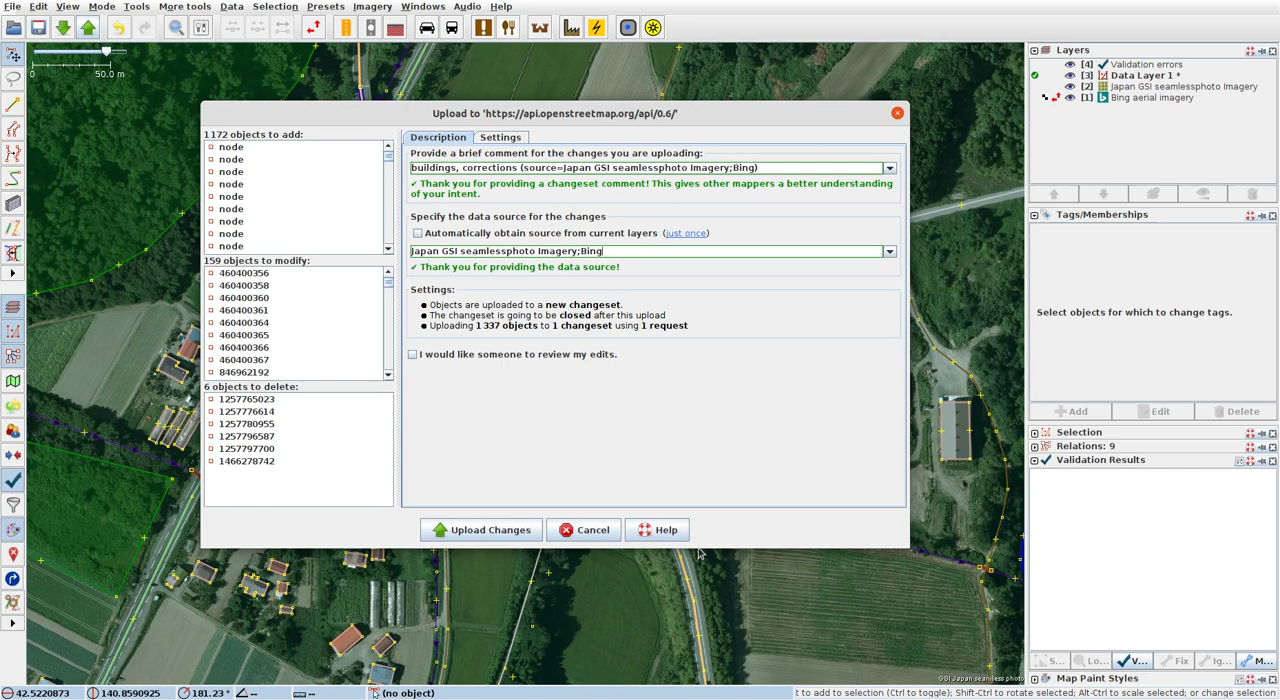 File Edit View Mode Tools More tools Data Selection Presets Imagery Windows Audio Help
0 50.0 m
Upload to 'https://api.openstreetmap.org/api/0.6/'
1172 objects to add:
node
node
node
node
node
node
node
node
node
159 objects to modify:
460400356
460400358
460400360
460400361
460400364
460400365
460400366
460400367
846962192
6 objects to delete:
1257765023
1257776614
1257780955
1257796587
1257797700
1466278742
Description Settings
Provide a brief comment for the changes you are uploading:
buildings, corrections (source=Japan GSI seamlessphoto Imagery;Bing)
✔ Thank you for providing a changeset comment! This gives other mappers a better understanding
of your intent.
Specify the data source for the changes
Automatically obtain source from current layers (just once)
Japan GSI seamlessphoto Imagery;Bing
✔ Thank you for providing the data source!
Settings:
Objects are uploaded to a new changeset.
The changeset is going to be closed after this upload
Uploading 1 337 objects to 1 changeset using 1 request
I would like someone to review my edits.
Upload Changes Cancel Help
Layers
[4] Validation errors
[3] Data Layer 1 *
[2] Japan GSI seamlessphoto Imagery
[1] Bing aerial imagery
Tags/Memberships
Select objects for which to change tags.
Add Edit Delete
Selection
Relations: 9
Validation Results
S... Lo... V... Fix Ig... M...
Map Paint Styles
GSI Japan seamless photo
42.5220873 140.8590925 181.23 ° -- -- (no object) t to add to selection (Ctrl to toggle); Shift-Ctrl to rotate selected; Alt-Ctrl to scale selected; or change selection